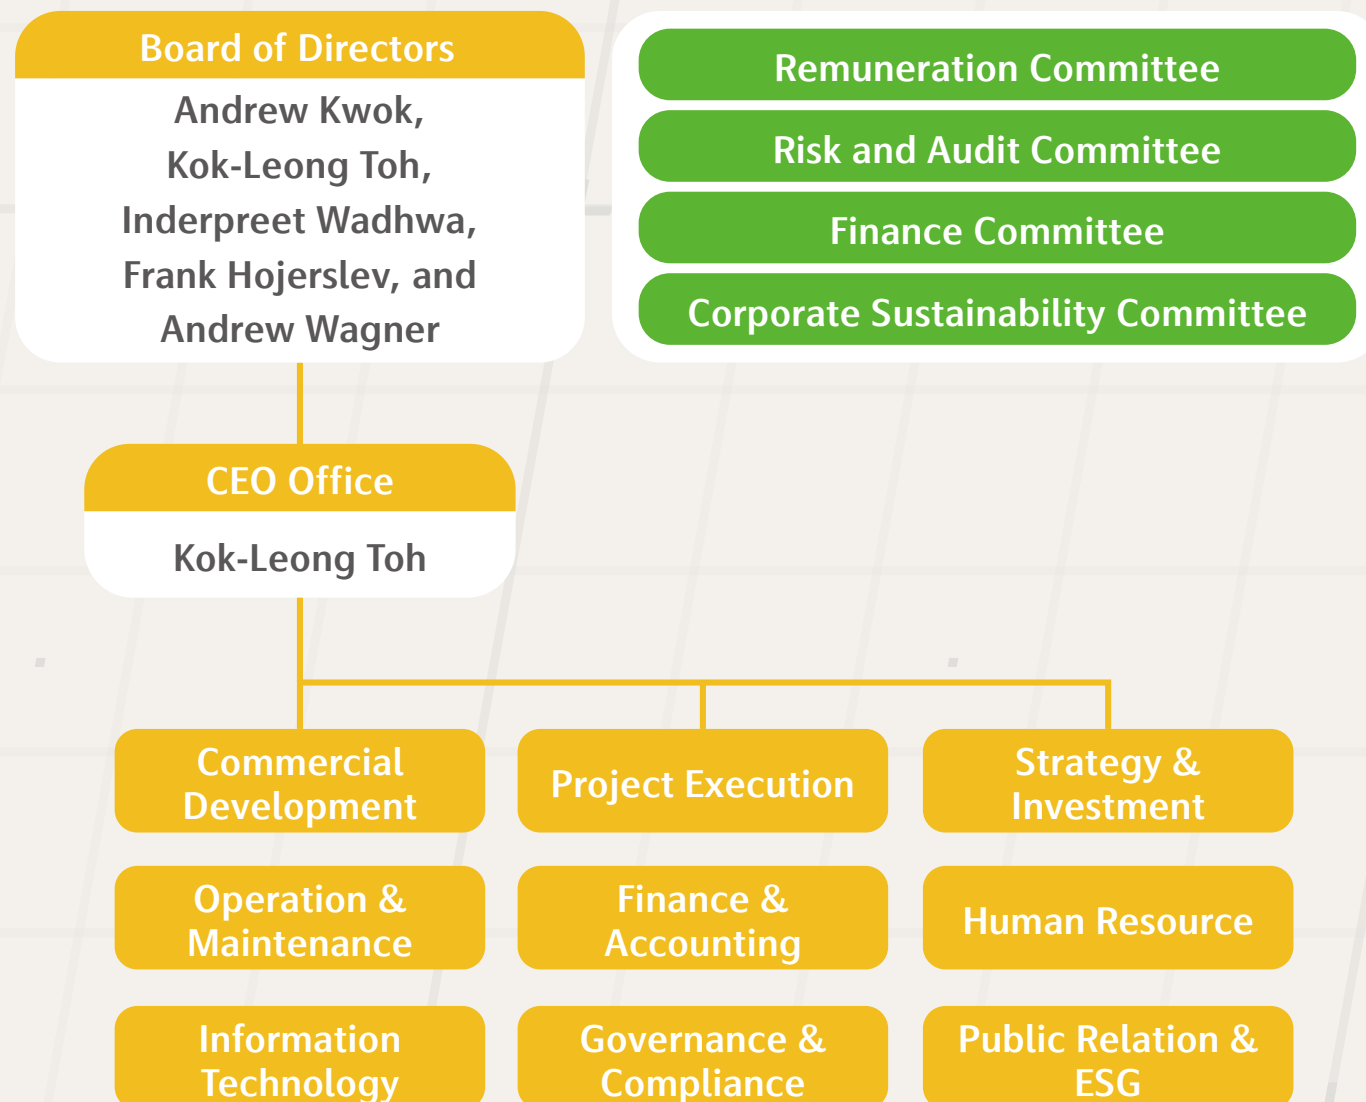 Board of Directors
Andrew Kwok,
Kok-Leong Toh,
Inderpreet Wadhwa,
Frank Hojerslev, and
Andrew Wagner
Remuneration Committee
Risk and Audit Committee
Finance Committee
Corporate Sustainability Committee
CEO Office
Kok-Leong Toh
Commercial
Development
Project Execution
Strategy &
Investment
Operation &
Maintenance
Finance &
Accounting
Human Resource
Information
Technology
Governance &
Compliance
Public Relation &
ESG